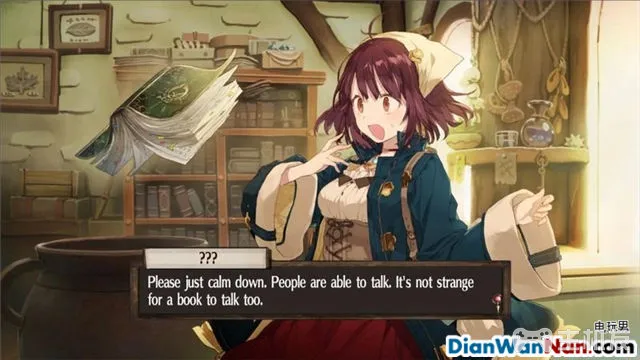 ???
Please just calm down. People are able to talk. It's not strange
for a book to talk too.
电玩男
DianWanNan.com